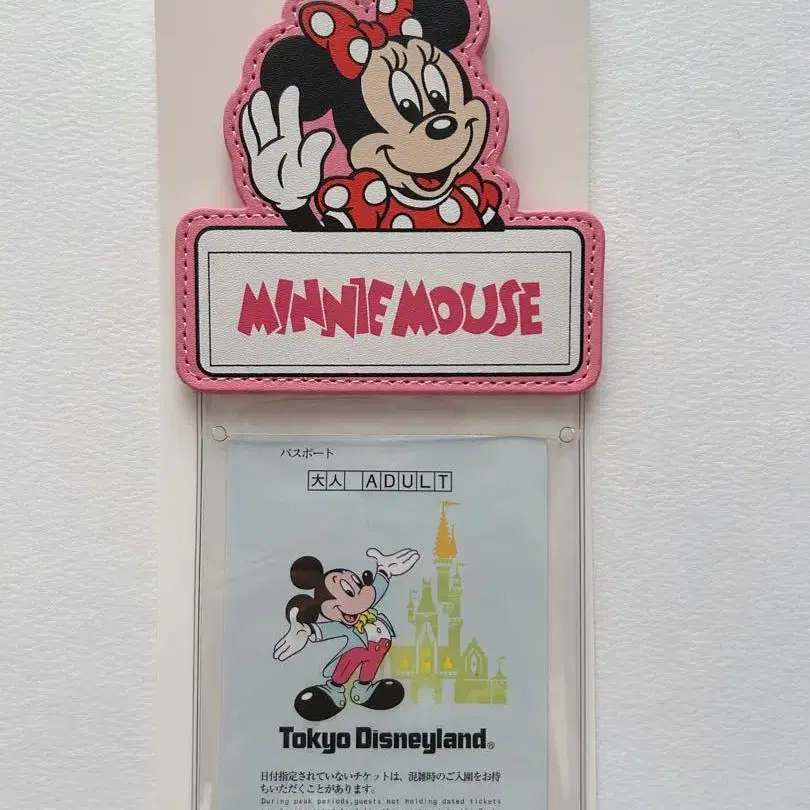 MINNIE MOUSE
パスポート
大人 ADULT
Tokyo Disneyland®
日付指定されていないチケットは、混雑時のご入園をお待
ちいただくことがあります。
During peak periods,guests not holding dated tickets